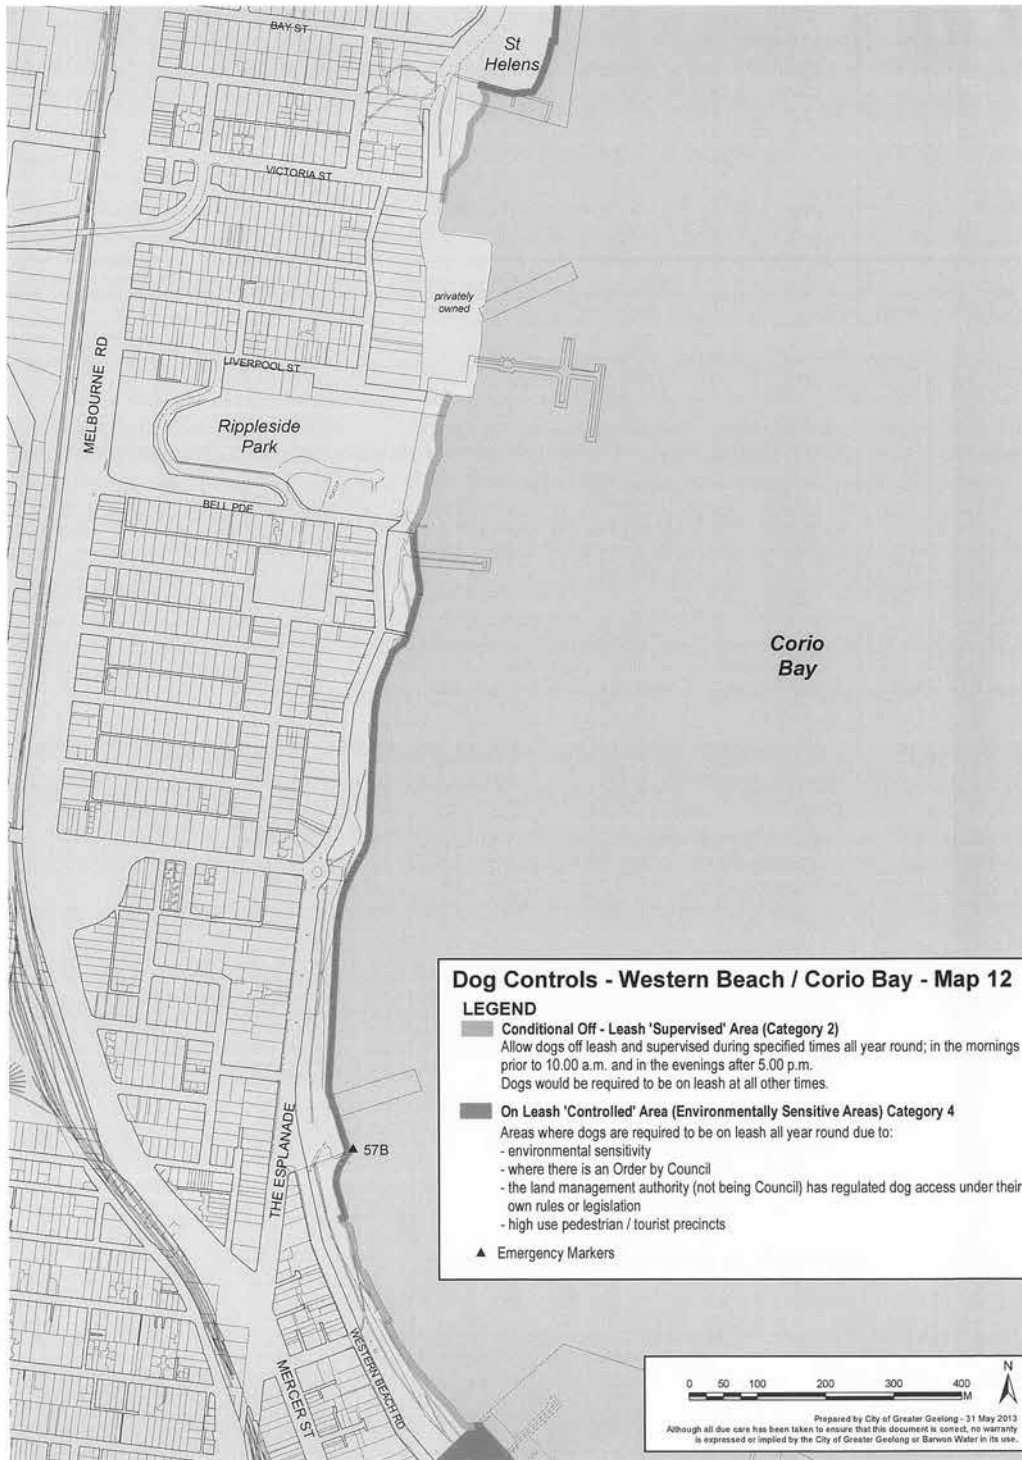 BAY ST
St
Helens
VICTORIA ST
privately
owned
MELBOURNE RD
LIVERPOOL ST
Rippleside
Park
BELL PDE
Corio
Bay
Dog Controls - Western Beach / Corio Bay - Map 12
LEGEND
Conditional Off - Leash 'Supervised' Area (Category 2)
Allow dogs off leash and supervised during specified times all year round; in the mornings
prior to 10.00 a.m. and in the evenings after 5.00 p.m.
Dogs would be required to be on leash at all other times.
On Leash 'Controlled' Area (Environmentally Sensitive Areas) Category 4
Areas where dogs are required to be on leash all year round due to:
- environmental sensitivity
- where there is an Order by Council
- the land management authority (not being Council) has regulated dog access under their
own rules or legislation
- high use pedestrian / tourist precincts
▲ Emergency Markers
THE ESPLANADE
57B
WESTERN BEACH RD
MERCER ST
N
0 50 100 200 300 400
M
Prepared by City of Greater Geelong - 31 May 2013
Although all due care has been taken to ensure that this document is correct, no warranty
is expressed or implied by the City of Greater Geelong or Barwon Water in its use.